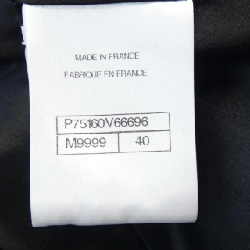 MADE IN FRANCE
FABRIQUE EN FRANCE
P75160V66696
M9999 40